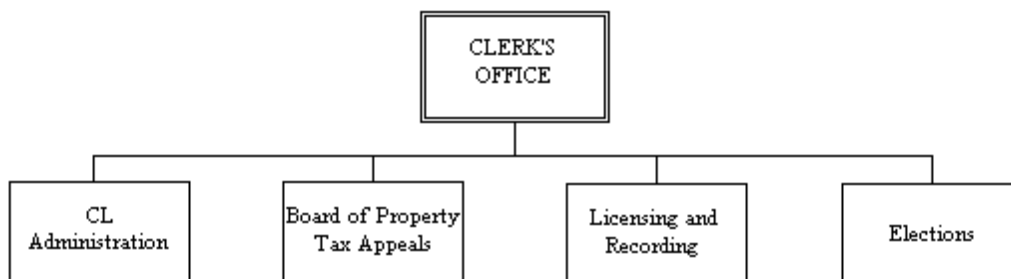 CLERK'S
OFFICE
CL
Administration
Board of Property
Tax Appeals
Licensing and
Recording
Elections